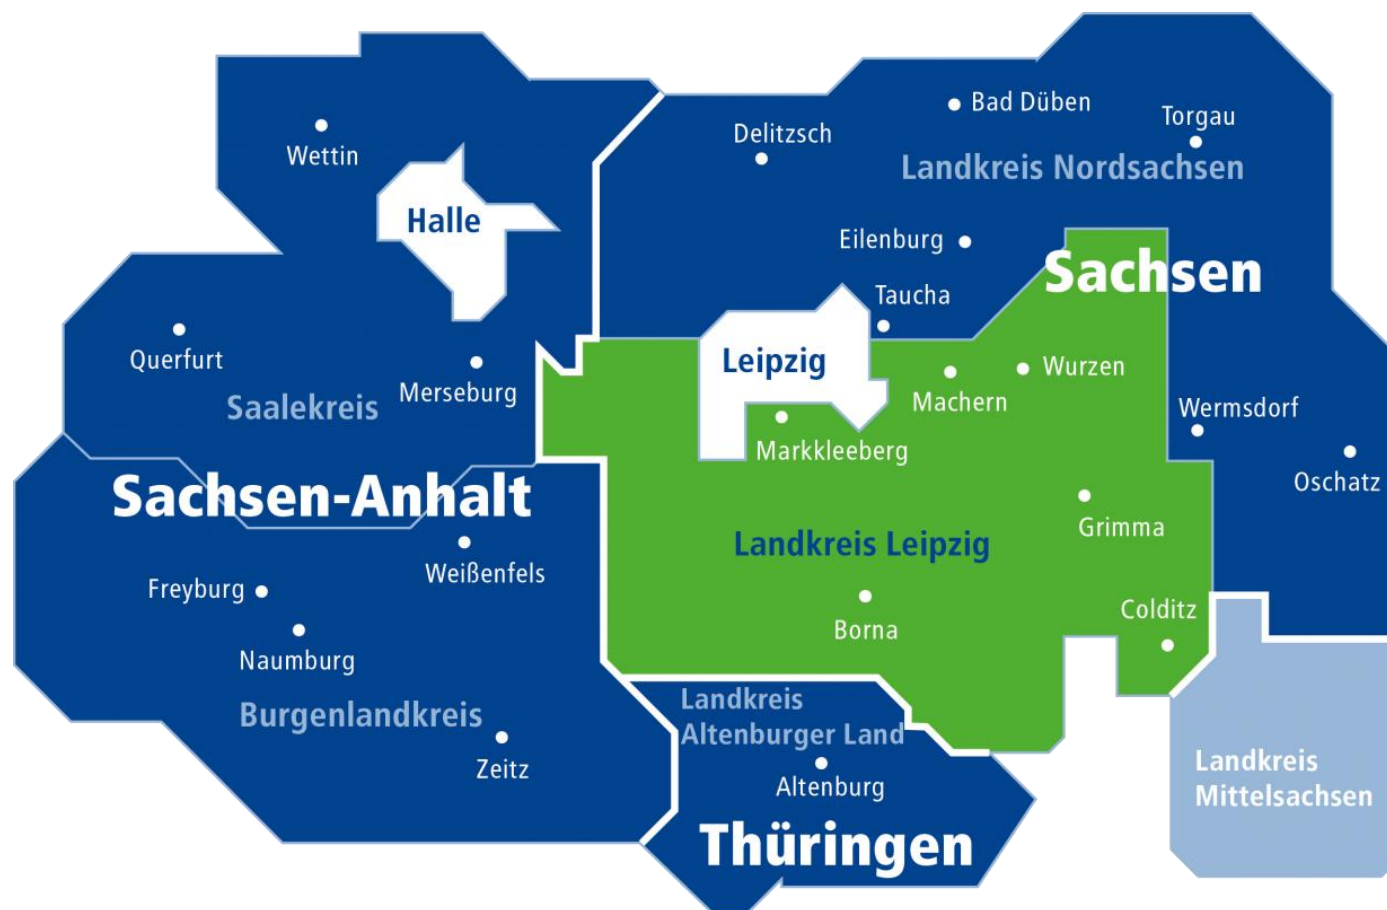 Bad Düben
Torgau
Delitzsch
Wettin
Landkreis Nordsachsen
Halle
Eilenburg
Sachsen
Taucha
Querfurt
Leipzig
Wurzen
Merseburg
Machern
Saalekreis
Wermsdorf
Markkleeberg
Oschatz
Sachsen-Anhalt
Grimma
Landkreis Leipzig
Weißenfels
Freyburg
Colditz
Borna
Naumburg
Landkreis
Altenburger Land
Burgenlandkreis
Zeitz
Altenburg
Landkreis
Mittelsachsen
Thüringen